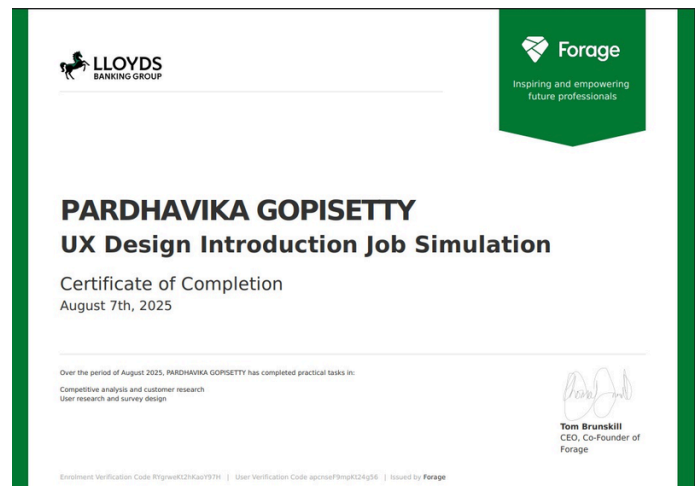 LLOYDS
BANKING GROUP
Forage
Inspiring and empowering
future professionals
PARDHAVIKA GOPISETTY
UX Design Introduction Job Simulation
Certificate of Completion
August 7th, 2025
Over the period of August 2025, PARDHAVIKA GOPISETTY has completed practical tasks in:
Competitive analysis and customer research
User research and survey design
Tom Brunskill
CEO, Co-Founder of
Forage
Enrolment Verification Code | User Verification Code | Issued by Forage